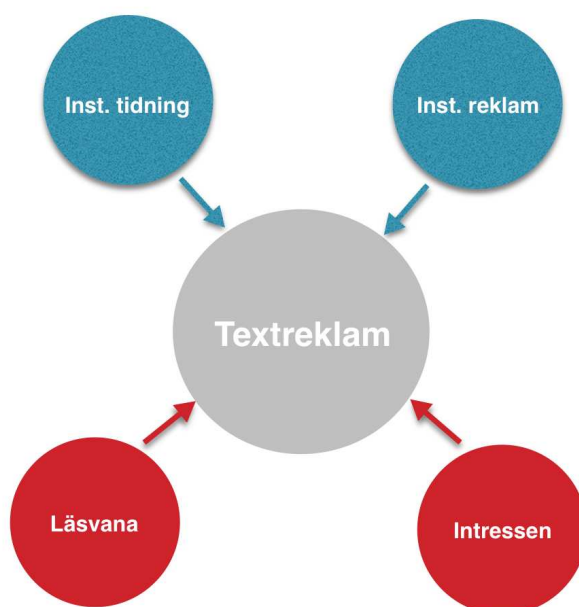 Inst. tidning
Inst. reklam
Textreklam
Läsvana
Intressen